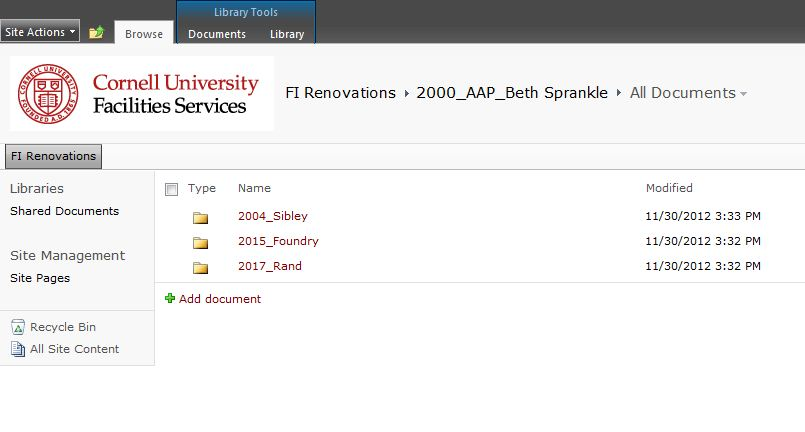 Library Tools
Site Actions
Browse
Documents
Library
CORNELL UNIVERSITY
FOUNDED A.D. 1865
Cornell University
Facilities Services
FI Renovations
2000_AAP_Beth Sprankle
All Documents
FI Renovations
Libraries
Shared Documents
Site Management
Site Pages
Recycle Bin
All Site Content
Type Name Modified
2004_Sibley 11/30/2012 3:33 PM
2015_Foundry 11/30/2012 3:32 PM
2017_Rand 11/30/2012 3:32 PM
Add document